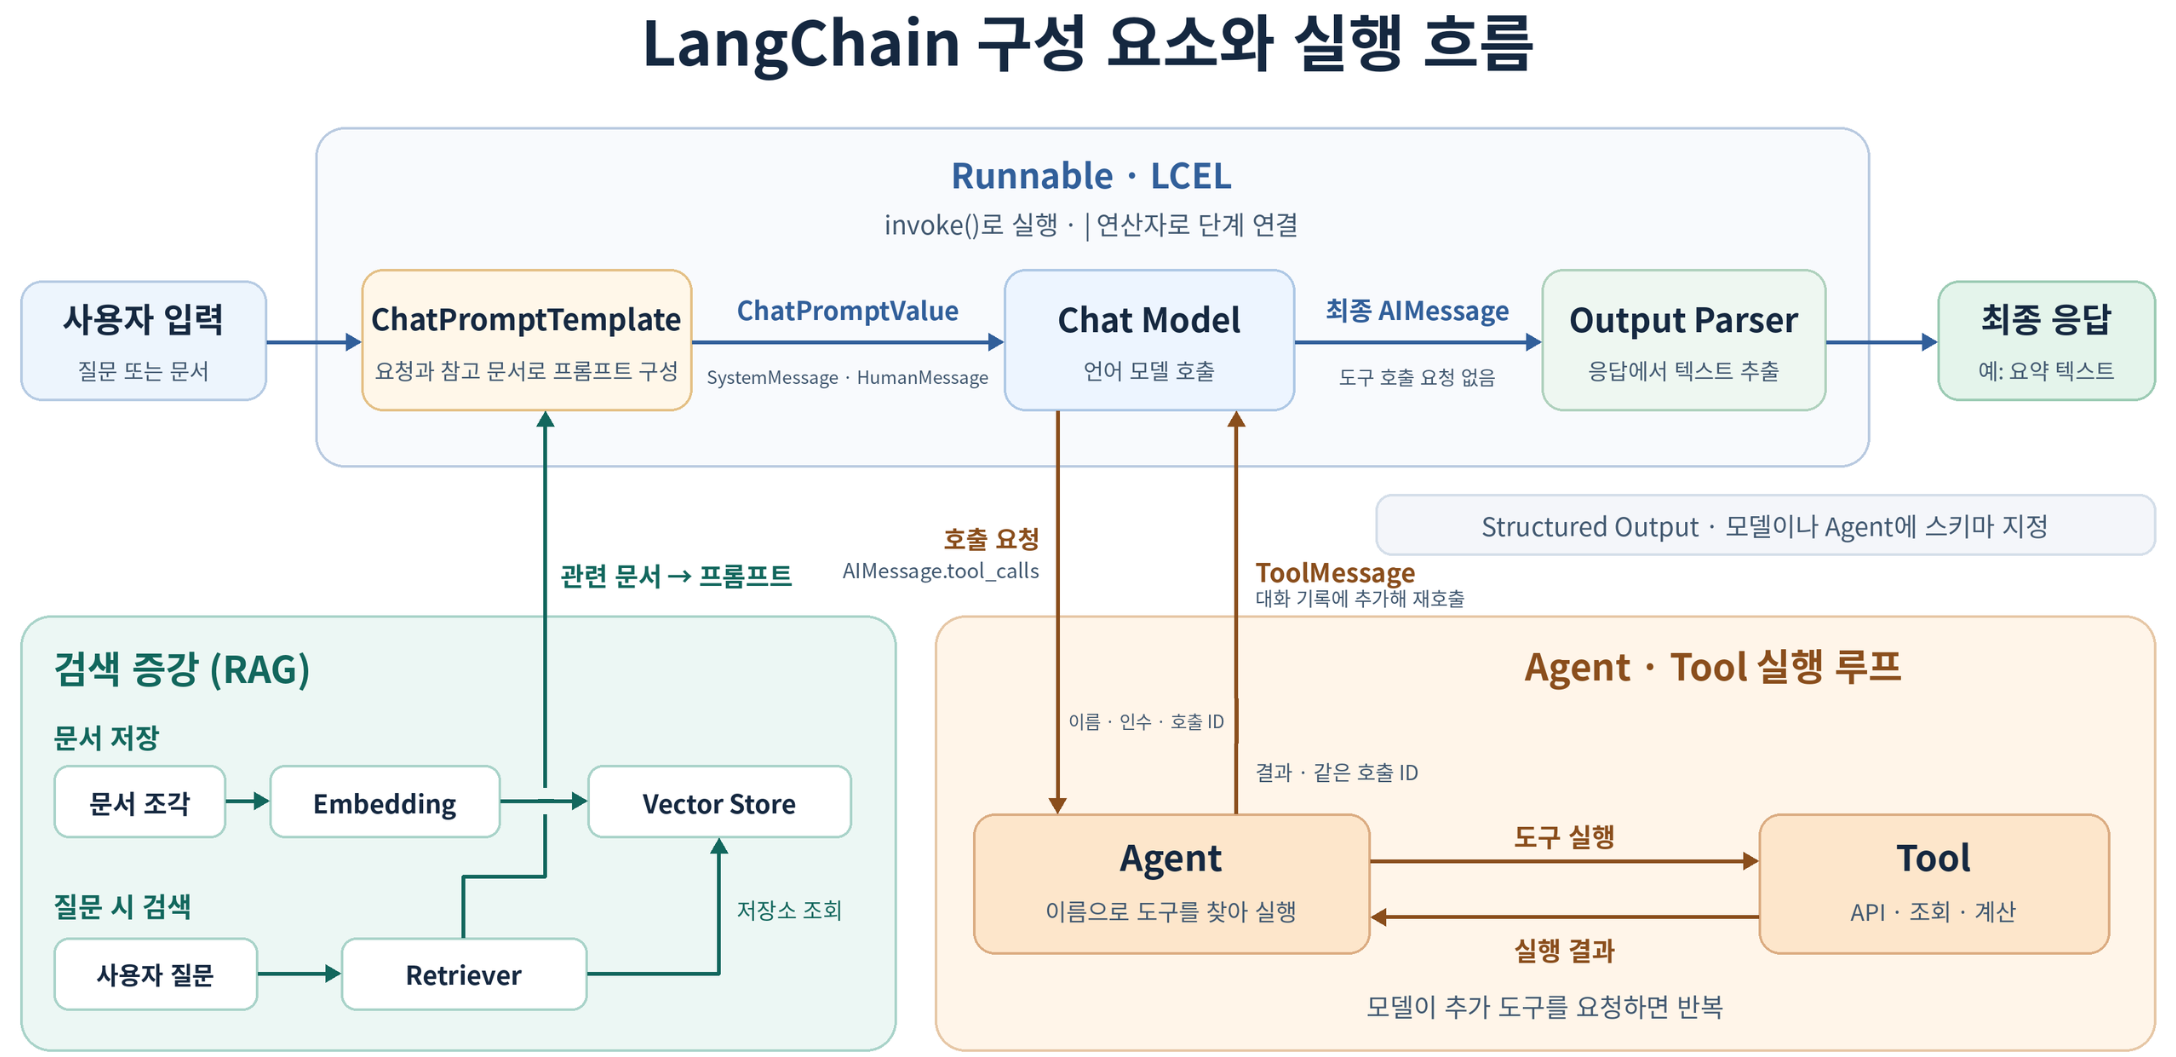 LangChain 구성 요소와 실행 흐름
Runnable · LCEL
invoke()로 실행 · | 연산자로 단계 연결
사용자 입력
질문 또는 문서
ChatPromptTemplate
요청과 참고 문서로 프롬프트 구성
ChatPromptValue
SystemMessage · HumanMessage
Chat Model
언어 모델 호출
최종 AIMessage
도구 호출 요청 없음
Output Parser
응답에서 텍스트 추출
최종 응답
예: 요약 텍스트
Structured Output · 모델이나 Agent에 스키마 지정
관련 문서 → 프롬프트
호출 요청
AIMessage.tool_calls
ToolMessage
대화 기록에 추가해 재호출
검색 증강 (RAG)
문서 저장
문서 조각
Embedding
Vector Store
질문 시 검색
저장소 조회
사용자 질문
Retriever
Agent · Tool 실행 루프
이름 · 인수 · 호출 ID
결과 · 같은 호출 ID
Agent
이름으로 도구를 찾아 실행
도구 실행
실행 결과
Tool
API · 조회 · 계산
모델이 추가 도구를 요청하면 반복